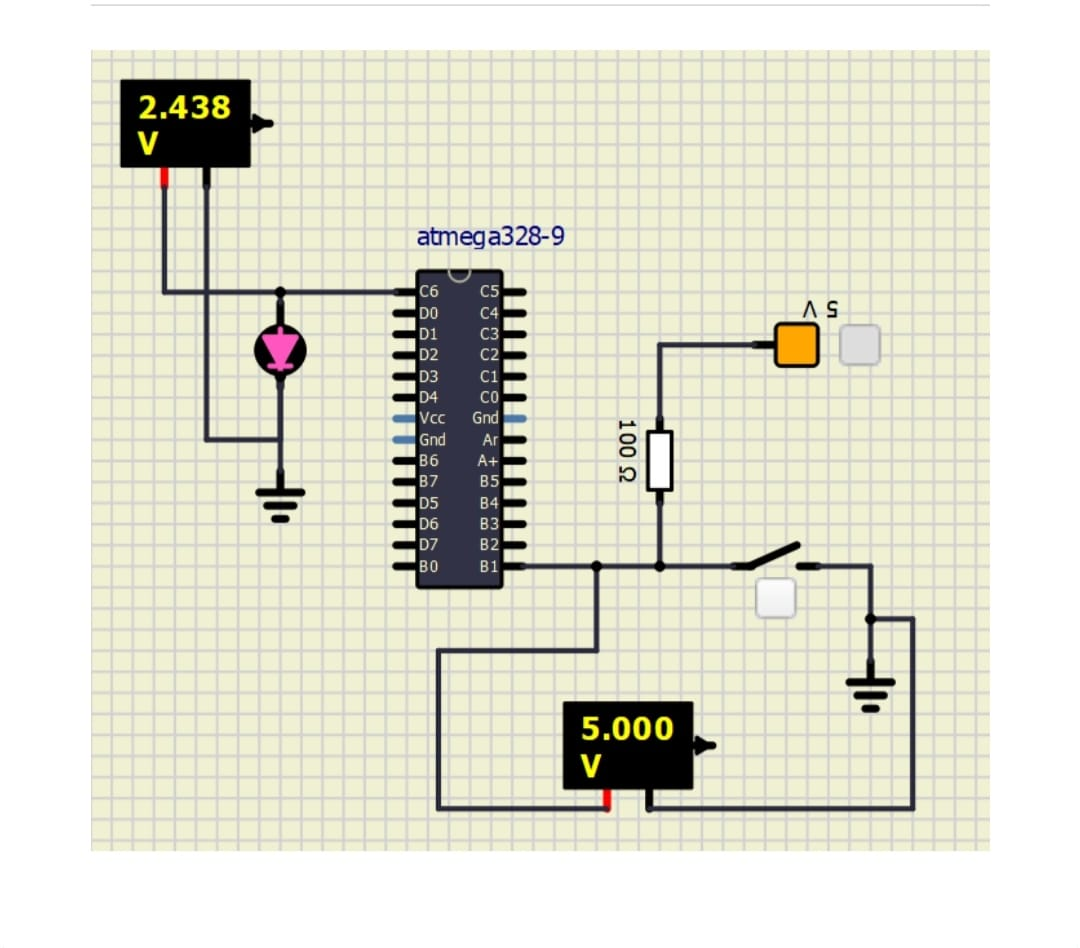 2.438
V
atmega328-9
C6 C5
D0 C4
D1 C3
D2 C2
D3 C1
D4 C0
Vcc Gnd
Gnd Ar
B6 A+
B7 B5
D5 B4
D6 B3
D7 B2
B0 B1
5 V
100 Ω
5.000
V